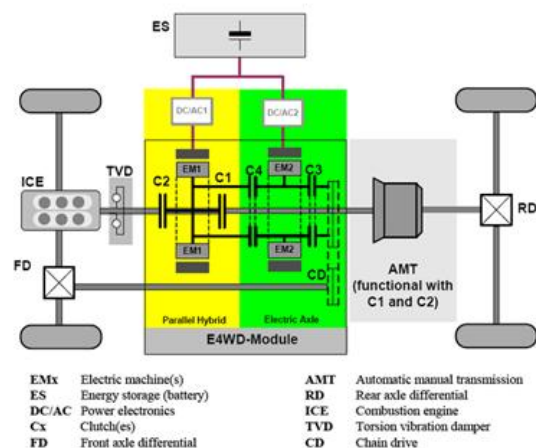 ES
DC/AC1
DC/AC2
TVD
ICE
C2
EM1
C1
C4
EM2
C3
RD
EM1
EM2
FD
CD
AMT
(functional with
C1 and C2)
Parallel Hybrid
Electric Axle
E4WD-Module
EMx Electric machine(s)
ES Energy storage (battery)
DC/AC Power electronics
Cx Clutch(es)
FD Front axle differential
AMT Automatic manual transmission
RD Rear axle differential
ICE Combustion engine
TVD Torsion vibration damper
CD Chain drive